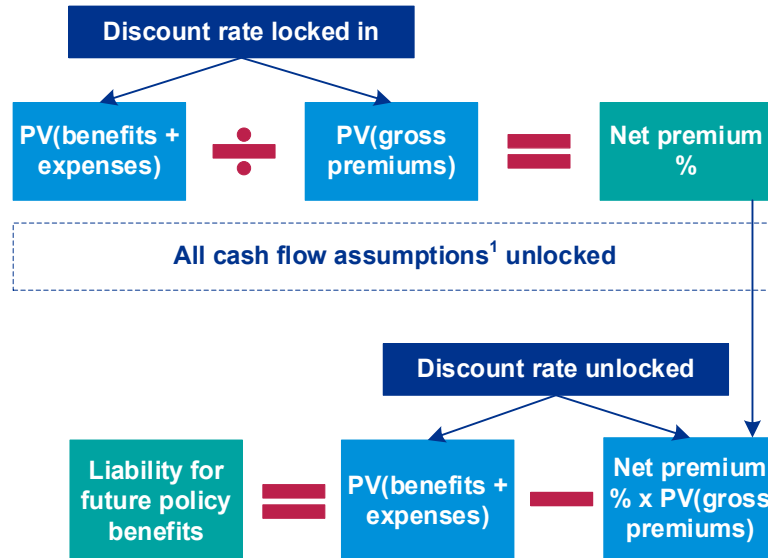 Discount rate locked in
PV(benefits +
expenses)
÷
PV(gross
premiums)
=
Net premium
%
All cash flow assumptions¹ unlocked
Discount rate unlocked
Liability for
future policy
benefits
=
PV(benefits +
expenses)
−
Net premium
% x PV(gross
premiums)